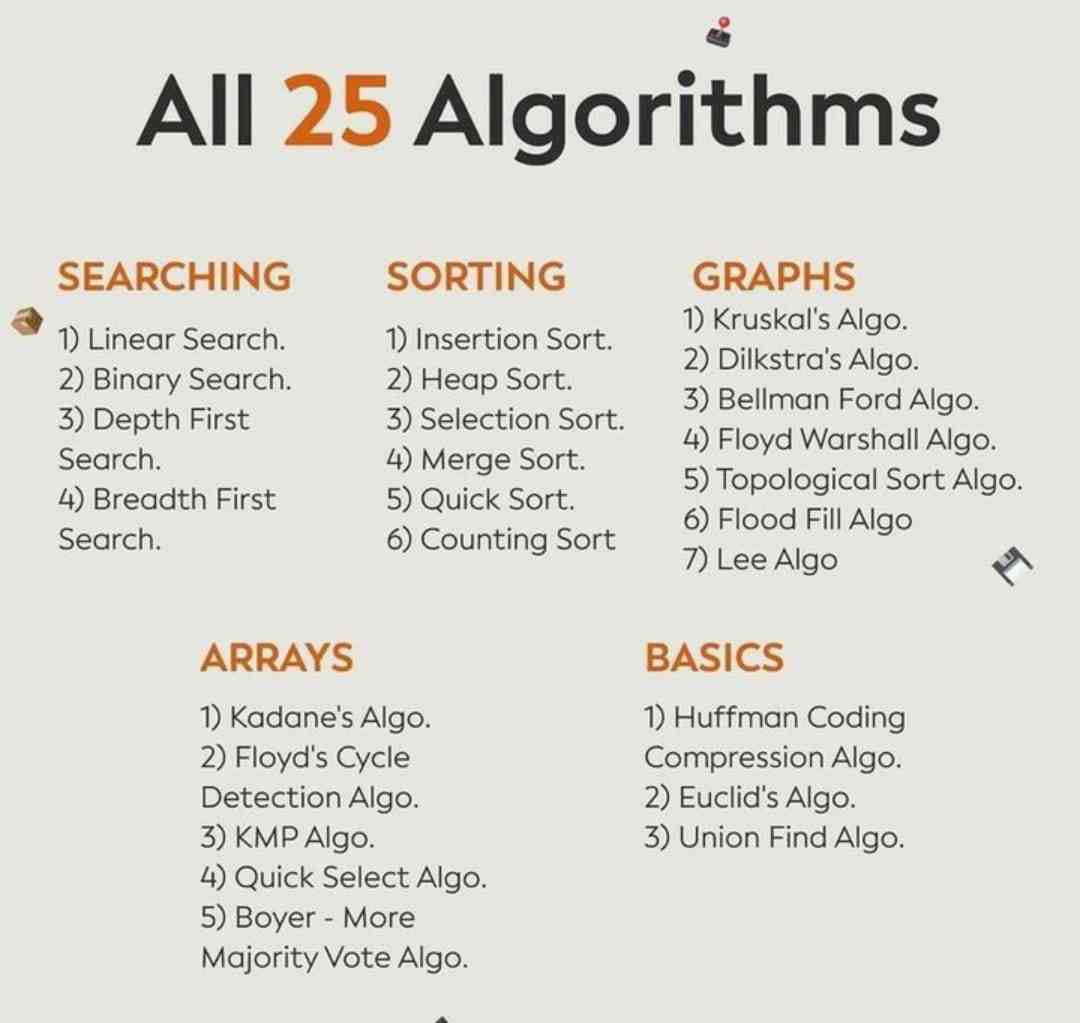 All 25 Algorithms
SEARCHING
1) Linear Search.
2) Binary Search.
3) Depth First
Search.
4) Breadth First
Search.
SORTING
1) Insertion Sort.
2) Heap Sort.
3) Selection Sort.
4) Merge Sort.
5) Quick Sort.
6) Counting Sort
GRAPHS
1) Kruskal's Algo.
2) Dilkstra's Algo.
3) Bellman Ford Algo.
4) Floyd Warshall Algo.
5) Topological Sort Algo.
6) Flood Fill Algo
7) Lee Algo
ARRAYS
1) Kadane's Algo.
2) Floyd's Cycle
Detection Algo.
3) KMP Algo.
4) Quick Select Algo.
5) Boyer - More
Majority Vote Algo.
BASICS
1) Huffman Coding
Compression Algo.
2) Euclid's Algo.
3) Union Find Algo.